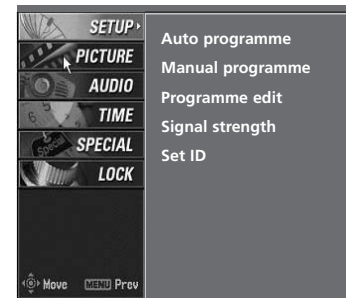 SETUP
PICTURE
AUDIO
TIME
SPECIAL
LOCK
Move MENU Prev
Auto programme
Manual programme
Programme edit
Signal strength
Set ID